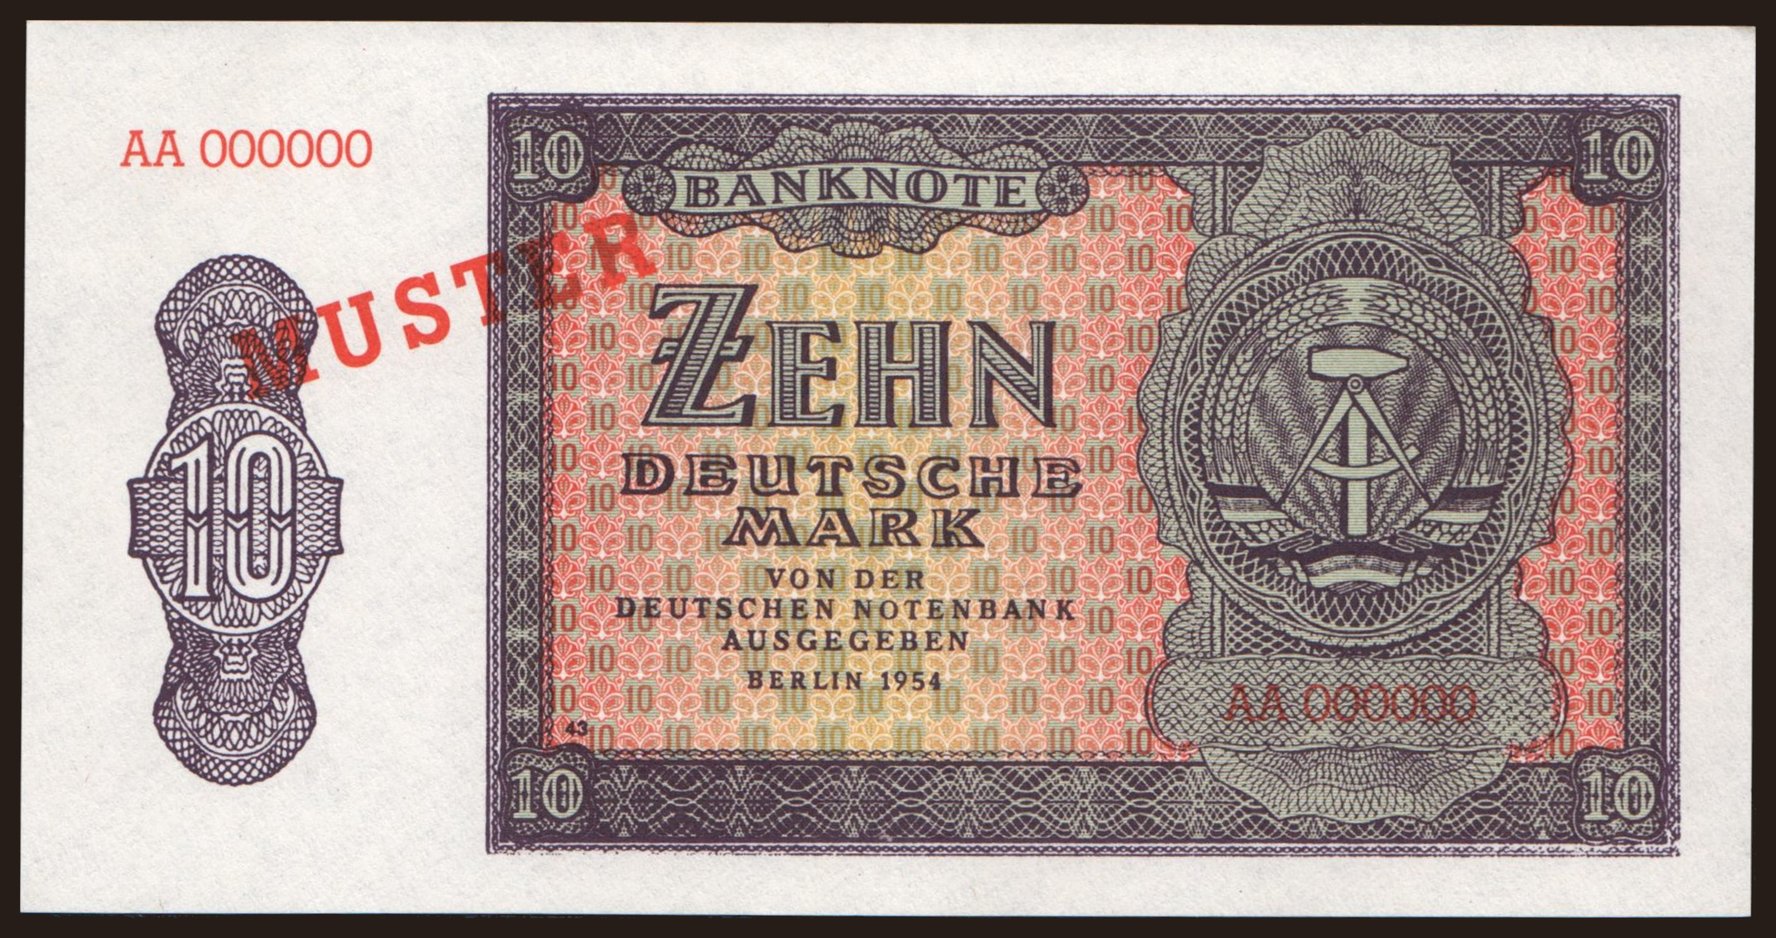 AA 000000
10
10
BANKNOTE
MUSTER
ZEHN
DEUTSCHE
MARK
10
VON DER
DEUTSCHEN NOTENBANK
AUSGEGEBEN
BERLIN 1954
AA 000000
43
10
10